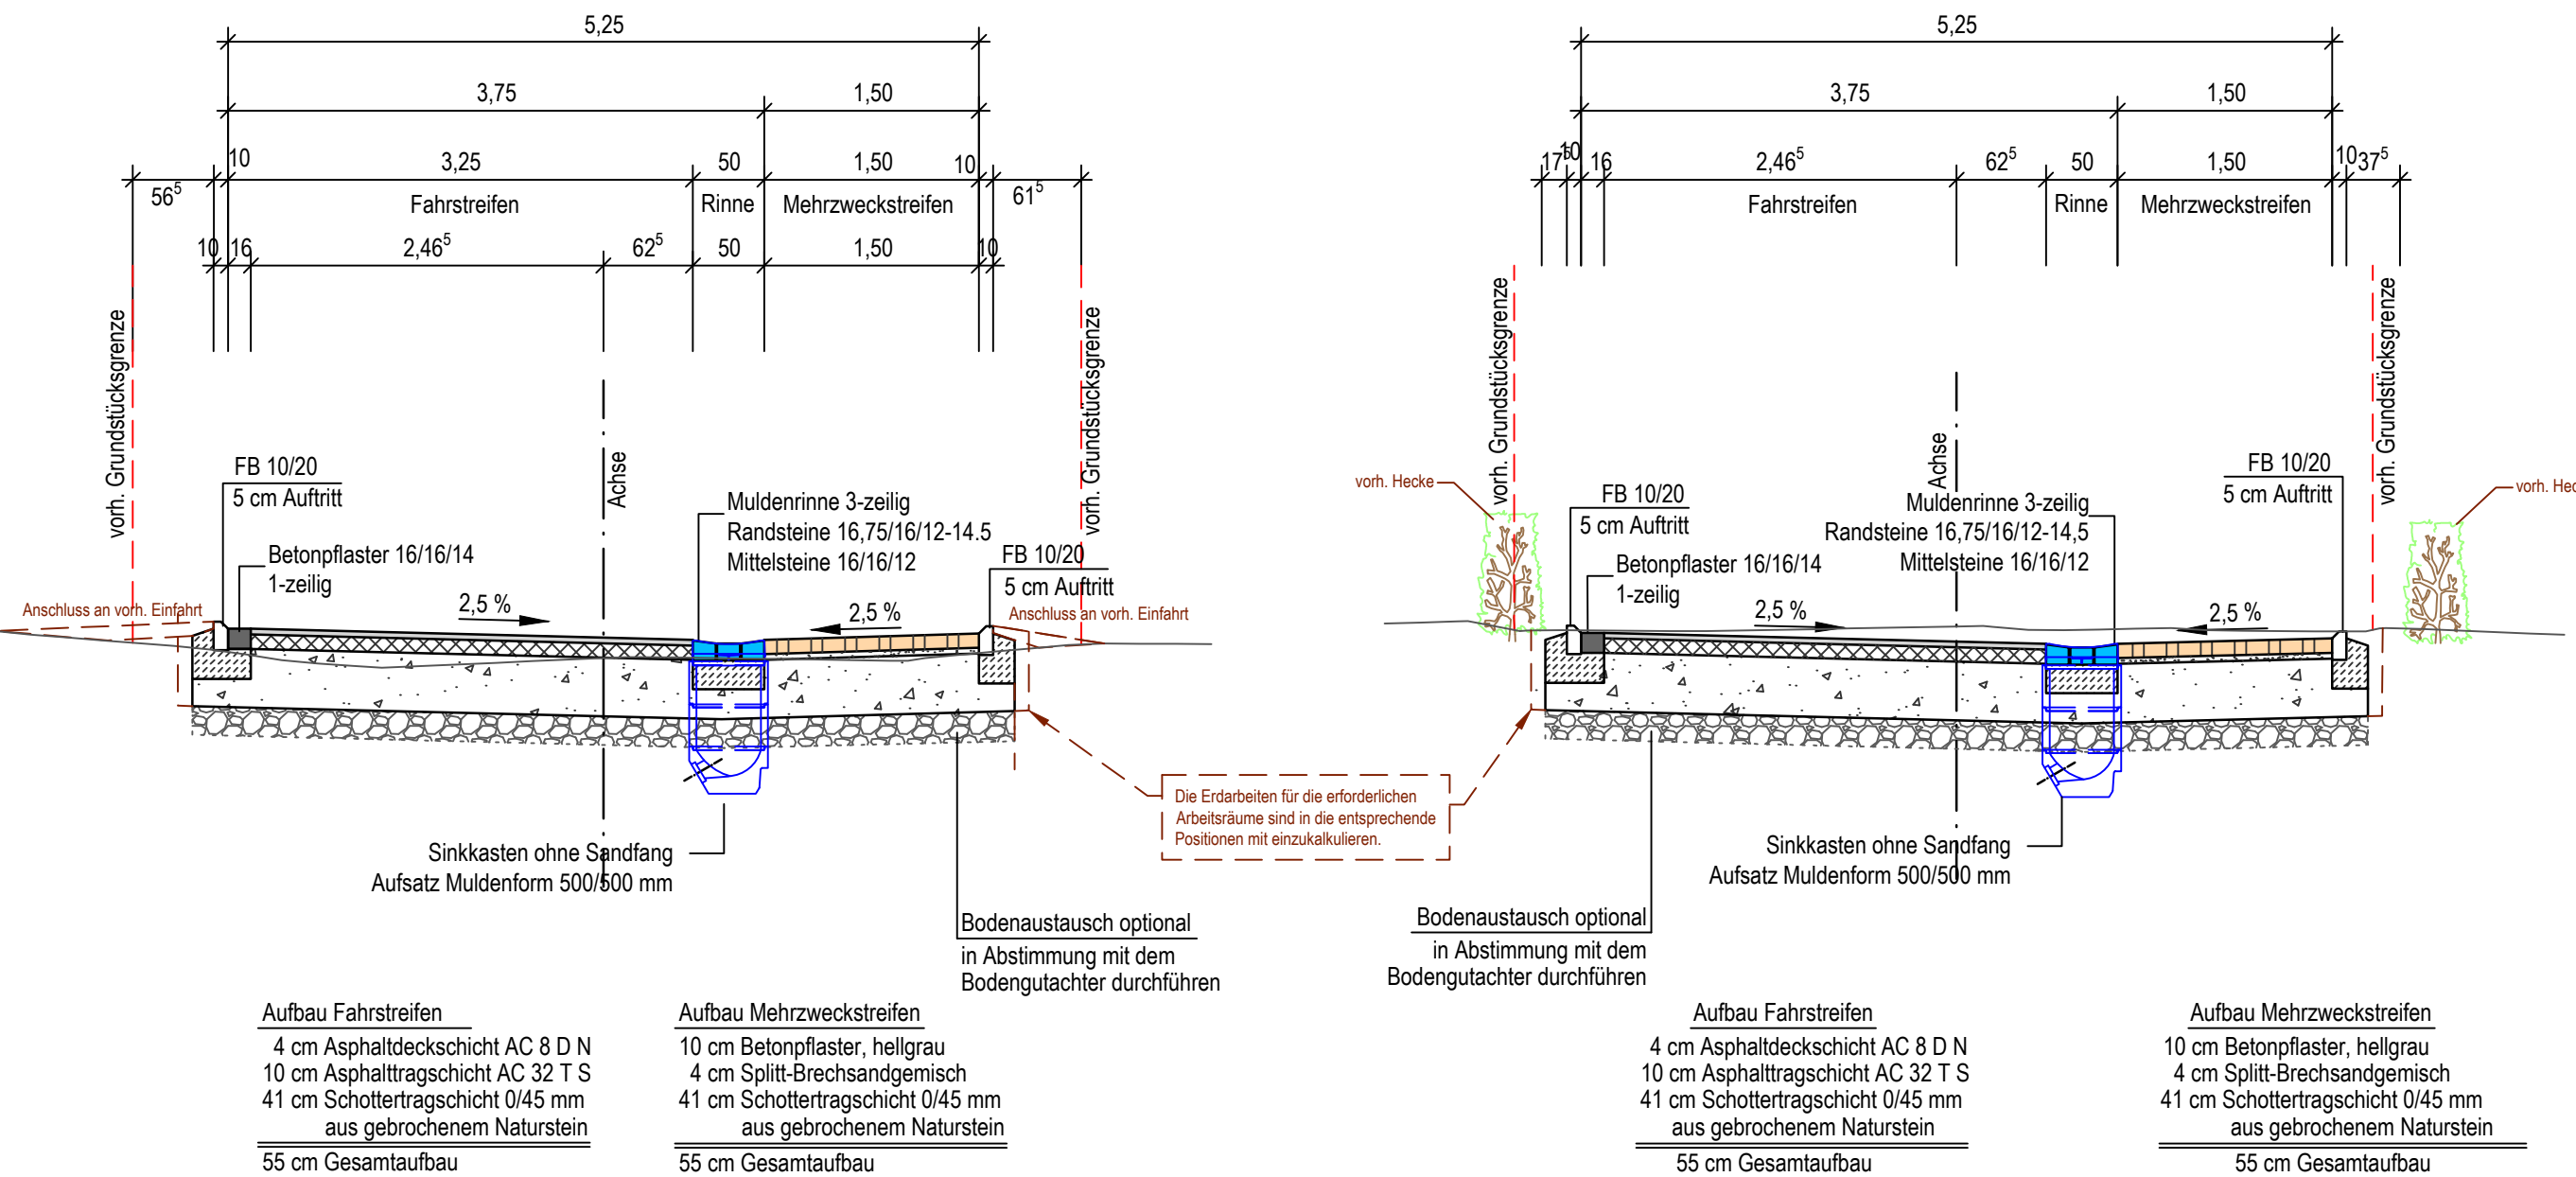 5,25
3,75
1,50
10
3,25
50
1,50
10
56⁵
61⁵
Fahrstreifen
Rinne
Mehrzweckstreifen
10
16
2,46⁵
62⁵
50
1,50
10
vorh. Grundstücksgrenze
Achse
vorh. Grundstücksgrenze
FB 10/20
5 cm Auftritt
Betonpflaster 16/16/14
1-zeilig
Muldenrinne 3-zeilig
Randsteine 16,75/16/12-14.5
Mittelsteine 16/16/12
FB 10/20
5 cm Auftritt
Anschluss an vorh. Einfahrt
2,5 %
2,5 %
Anschluss an vorh. Einfahrt
Sinkkasten ohne Sandfang
Aufsatz Muldenform 500/500 mm
Bodenaustausch optional
in Abstimmung mit dem
Bodengutachter durchführen
Aufbau Fahrstreifen
4 cm Asphaltdeckschicht AC 8 D N
10 cm Asphalttragschicht AC 32 T S
41 cm Schottertragschicht 0/45 mm
aus gebrochenem Naturstein
55 cm Gesamtaufbau
Aufbau Mehrzweckstreifen
10 cm Betonpflaster, hellgrau
4 cm Splitt-Brechsandgemisch
41 cm Schottertragschicht 0/45 mm
aus gebrochenem Naturstein
55 cm Gesamtaufbau
Die Erdarbeiten für die erforderlichen
Arbeitsräume sind in die entsprechende
Positionen mit einzukalkulieren.
5,25
3,75
1,50
17⁵
10
16
2,46⁵
62⁵
50
1,50
10
37⁵
Fahrstreifen
Rinne
Mehrzweckstreifen
vorh. Grundstücksgrenze
Achse
vorh. Grundstücksgrenze
vorh. Hecke
FB 10/20
5 cm Auftritt
Betonpflaster 16/16/14
1-zeilig
Muldenrinne 3-zeilig
Randsteine 16,75/16/12-14,5
Mittelsteine 16/16/12
FB 10/20
5 cm Auftritt
vorh. Hec
2,5 %
2,5 %
Sinkkasten ohne Sandfang
Aufsatz Muldenform 500/500 mm
Bodenaustausch optional
in Abstimmung mit dem
Bodengutachter durchführen
Aufbau Fahrstreifen
4 cm Asphaltdeckschicht AC 8 D N
10 cm Asphalttragschicht AC 32 T S
41 cm Schottertragschicht 0/45 mm
aus gebrochenem Naturstein
55 cm Gesamtaufbau
Aufbau Mehrzweckstreifen
10 cm Betonpflaster, hellgrau
4 cm Splitt-Brechsandgemisch
41 cm Schottertragschicht 0/45 mm
aus gebrochenem Naturstein
55 cm Gesamtaufbau